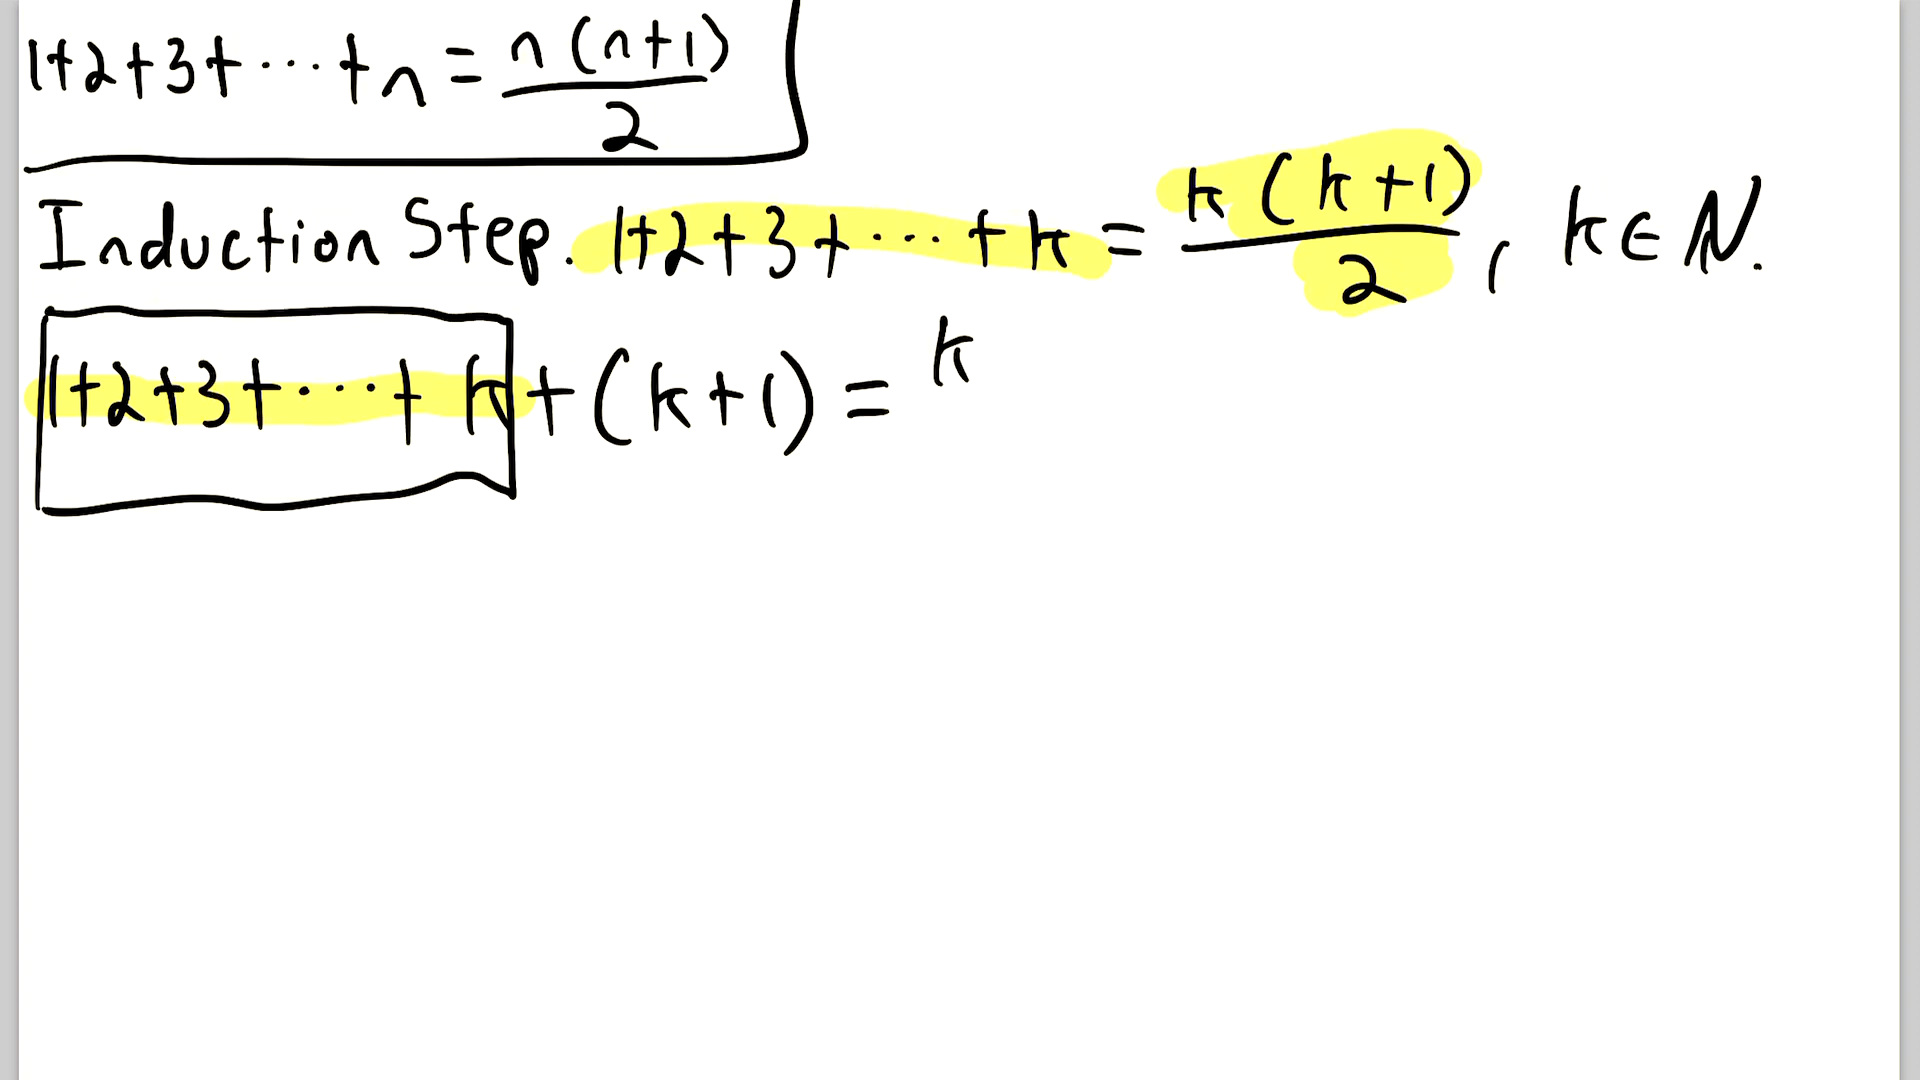 1+2+3+⋯+n = n(n+1)/2
Induction Step. 1+2+3+⋯+k = k(k+1)/2, k∈N.
1+2+3+⋯+k+(k+1) = k